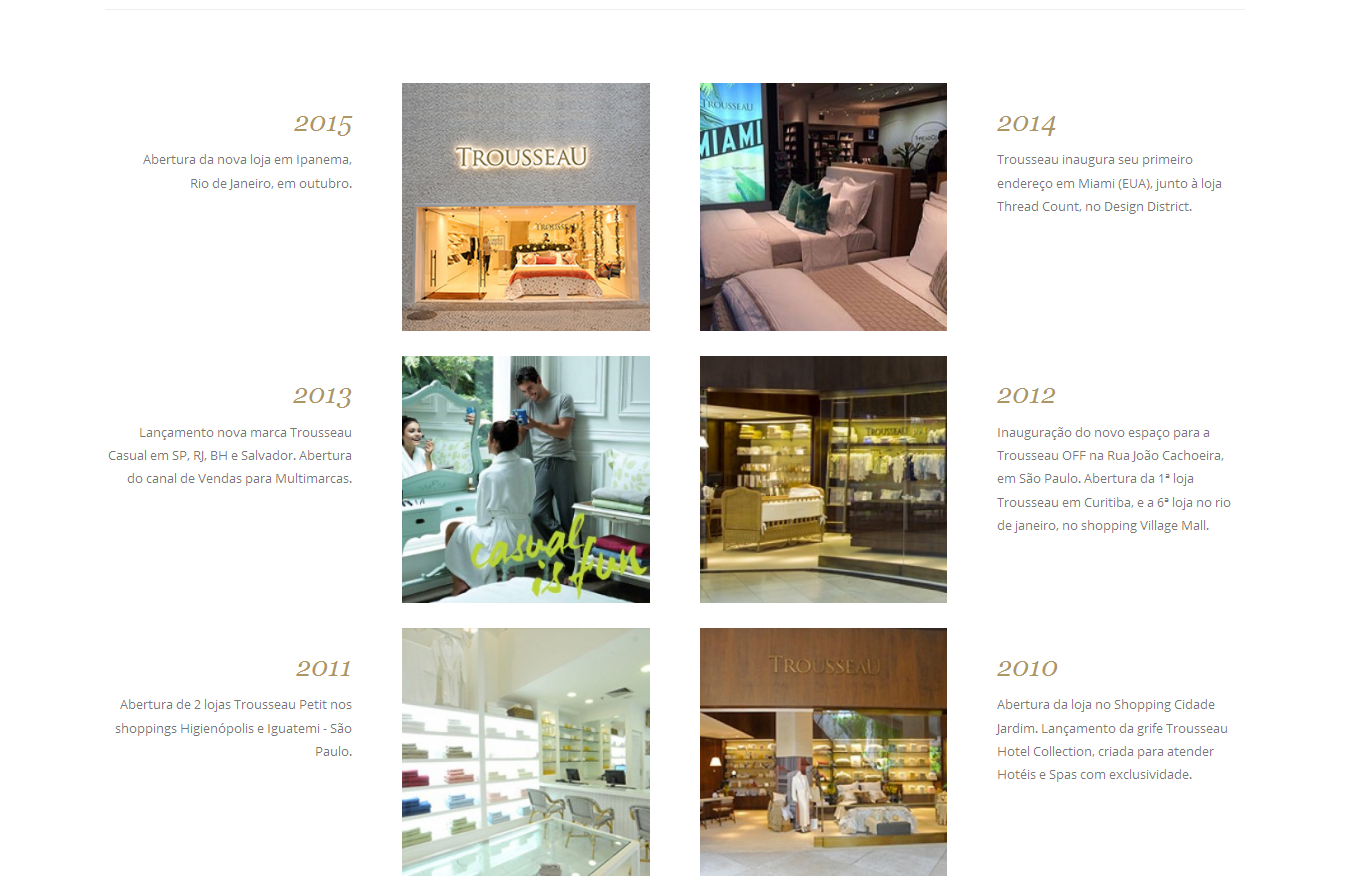 2015
Abertura da nova loja em Ipanema,
Rio de Janeiro, em outubro.
TROUSSEAU
TROUSSEAU
TROUSSEAU
MIAMI
2014
Trousseau inaugura seu primeiro
endereço em Miami (EUA), junto à loja
Thread Count, no Design District.
2013
Lançamento nova marca Trousseau
Casual em SP, RJ, BH e Salvador. Abertura
do canal de Vendas para Multimarcas.
casual
is fun
TROUSSEAU
2012
Inauguração do novo espaço para a
Trousseau OFF na Rua João Cachoeira,
em São Paulo. Abertura da 1ª loja
Trousseau em Curitiba, e a 6ª loja no rio
de janeiro, no shopping Village Mall.
2011
Abertura de 2 lojas Trousseau Petit nos
shoppings Higienópolis e Iguatemi - São
Paulo.
TROUSSEAU
2010
Abertura da loja no Shopping Cidade
Jardim. Lançamento da grife Trousseau
Hotel Collection, criada para atender
Hotéis e Spas com exclusividade.